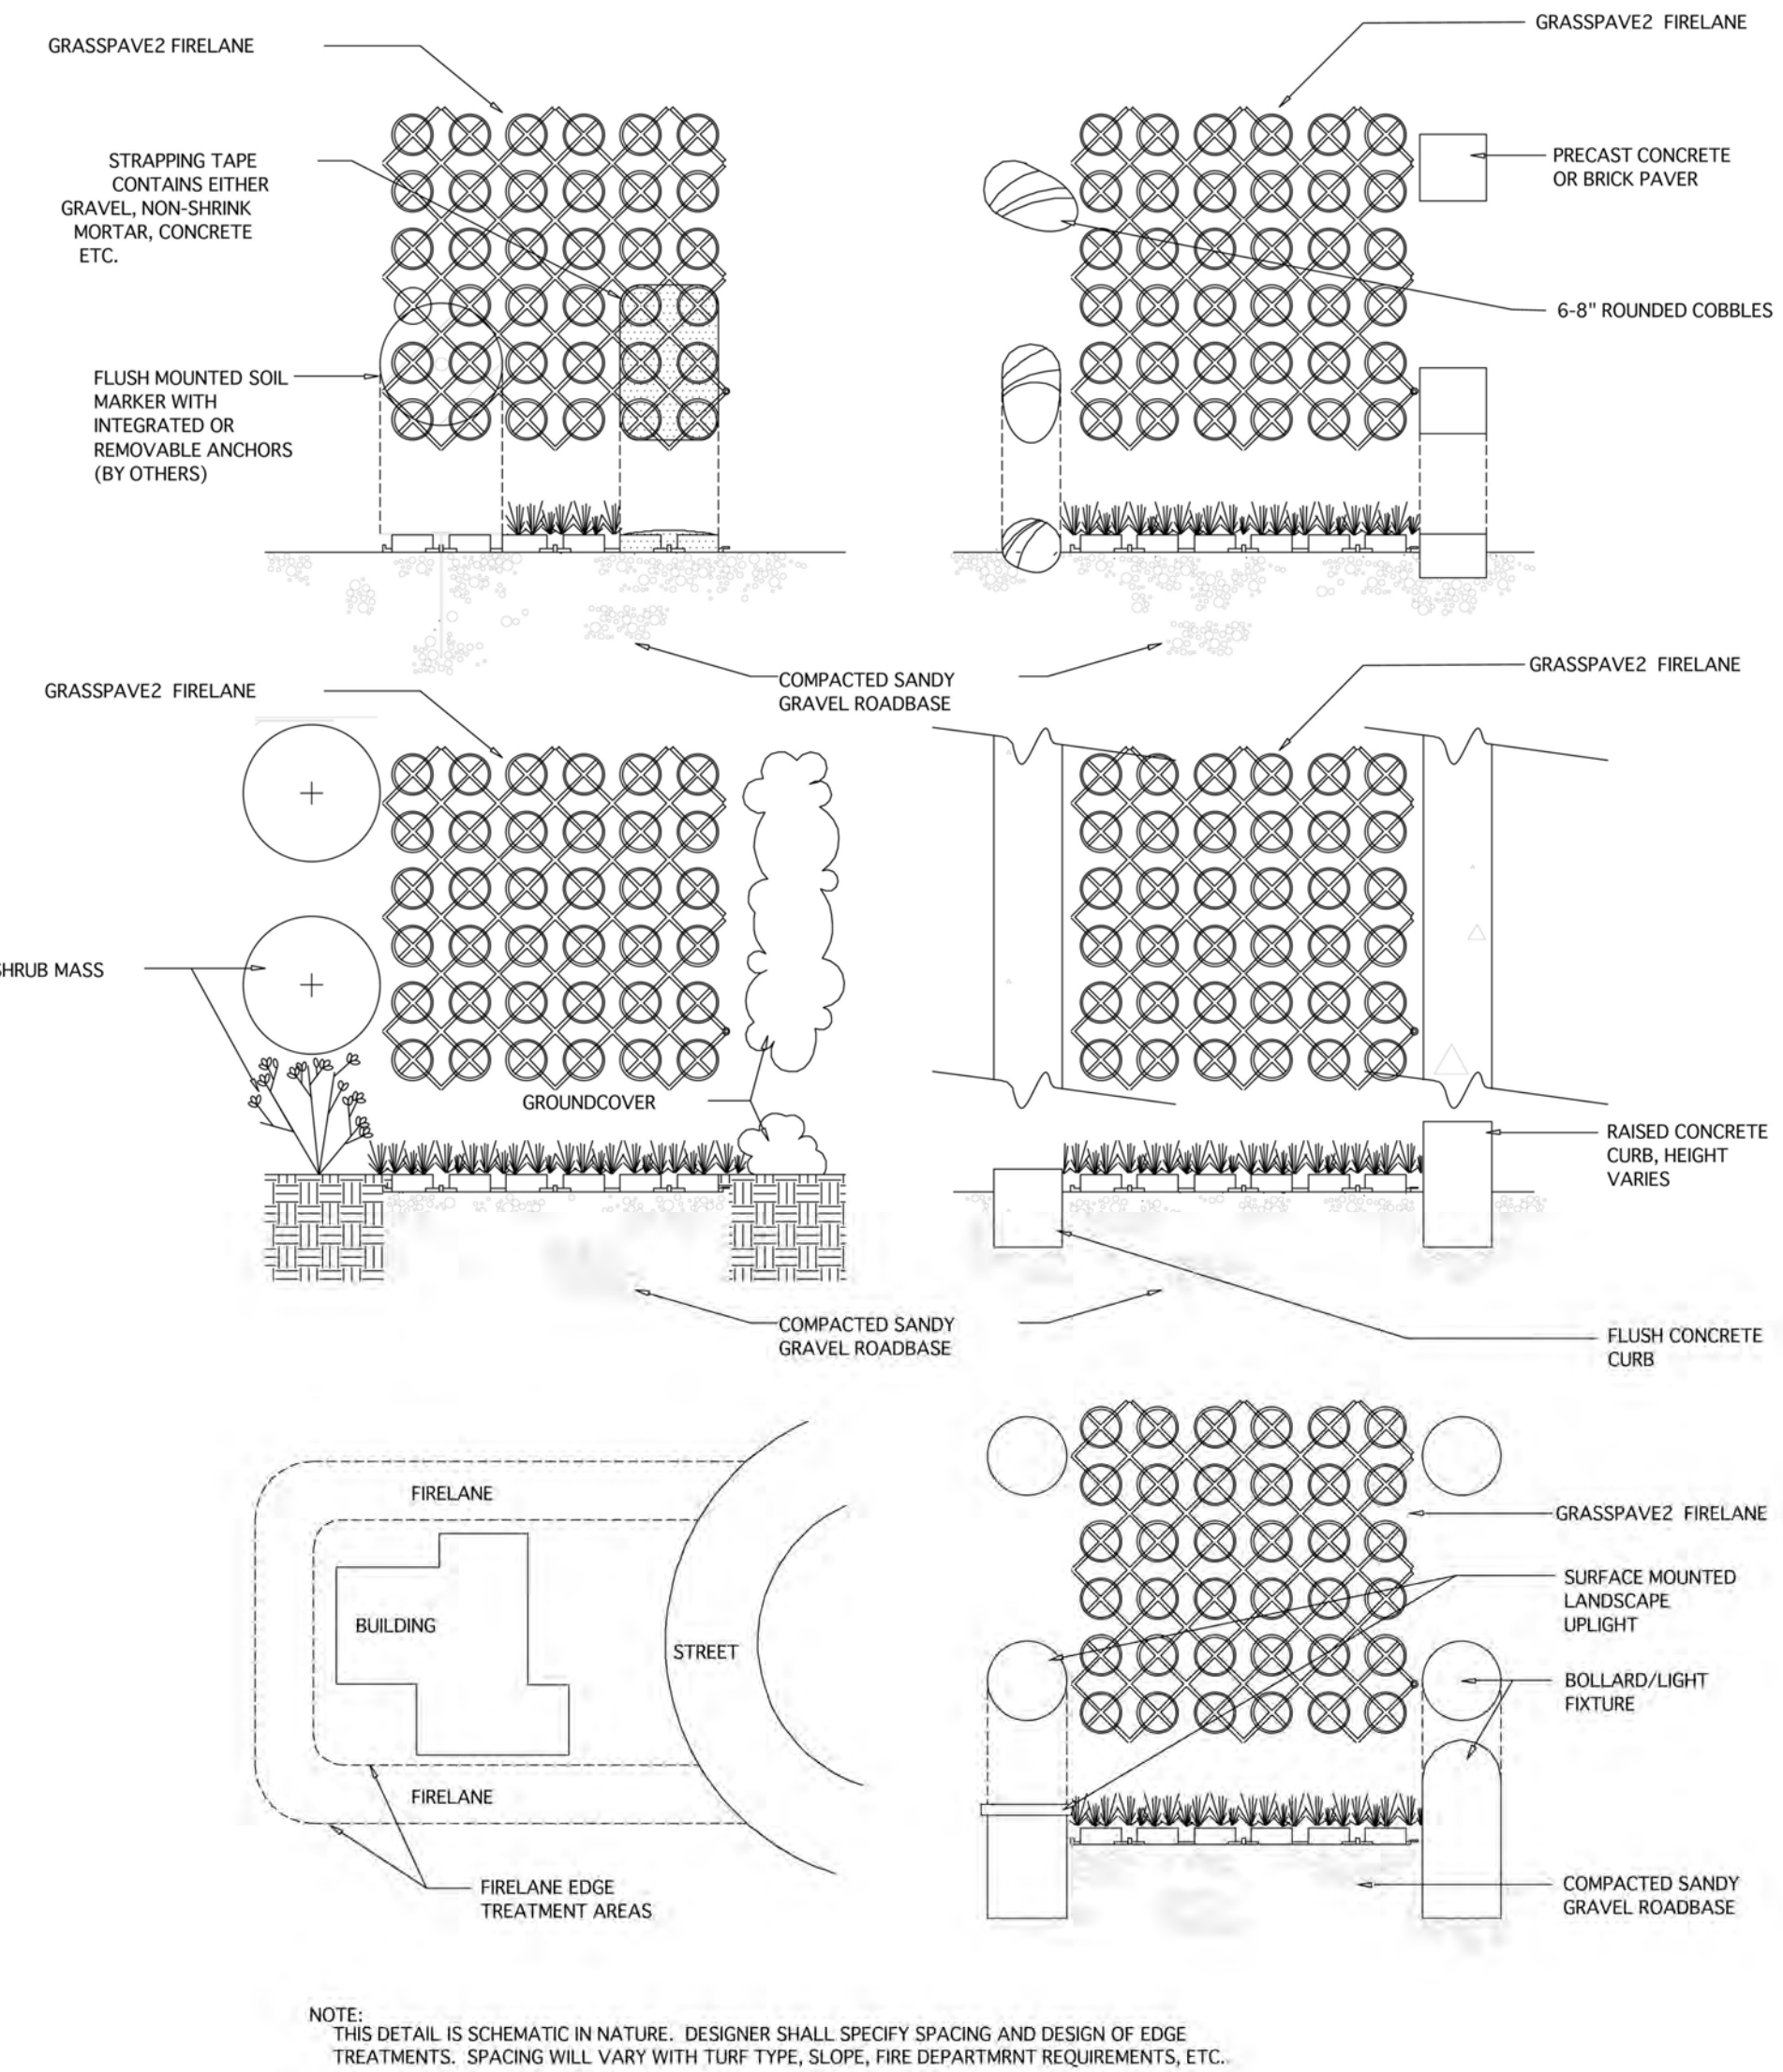 GRASSPAVE2 FIRELANE
STRAPPING TAPE
CONTAINS EITHER
GRAVEL, NON-SHRINK
MORTAR, CONCRETE
ETC.
FLUSH MOUNTED SOIL
MARKER WITH
INTEGRATED OR
REMOVABLE ANCHORS
(BY OTHERS)
GRASSPAVE2 FIRELANE
PRECAST CONCRETE
OR BRICK PAVER
6-8" ROUNDED COBBLES
COMPACTED SANDY
GRAVEL ROADBASE
GRASSPAVE2 FIRELANE
SHRUB MASS
GROUNDCOVER
GRASSPAVE2 FIRELANE
RAISED CONCRETE
CURB, HEIGHT
VARIES
COMPACTED SANDY
GRAVEL ROADBASE
FLUSH CONCRETE
CURB
FIRELANE
BUILDING
STREET
FIRELANE
FIRELANE EDGE
TREATMENT AREAS
GRASSPAVE2 FIRELANE
SURFACE MOUNTED
LANDSCAPE
UPLIGHT
BOLLARD/LIGHT
FIXTURE
COMPACTED SANDY
GRAVEL ROADBASE
NOTE:
THIS DETAIL IS SCHEMATIC IN NATURE. DESIGNER SHALL SPECIFY SPACING AND DESIGN OF EDGE
TREATMENTS. SPACING WILL VARY WITH TURF TYPE, SLOPE, FIRE DEPARTMRNT REQUIREMENTS, ETC..